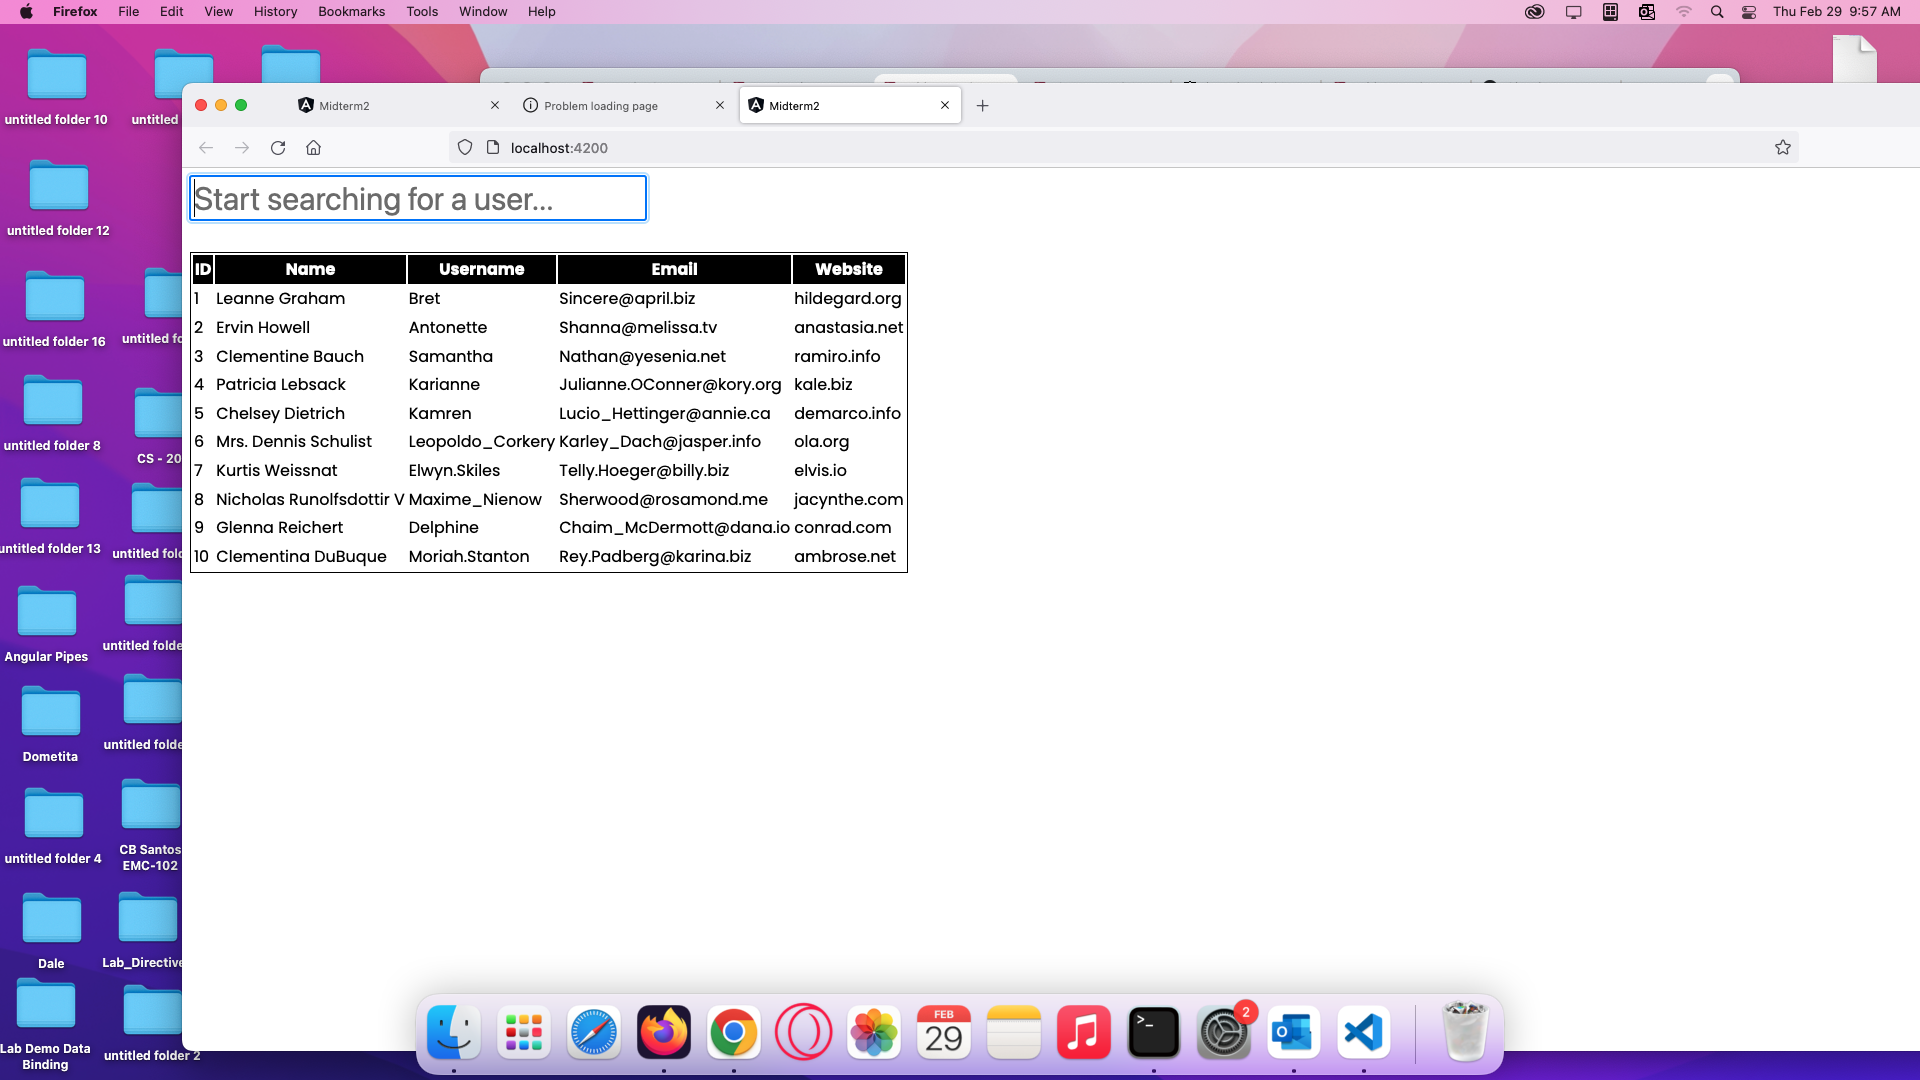 Firefox File Edit View History Bookmarks Tools Window Help Thu Feb 29 9:57 AM
untitled folder 10
untitled
Midterm2
Problem loading page
Midterm2
localhost:4200
Start searching for a user...
ID Name Username Email Website
1 Leanne Graham Bret Sincere@april.biz hildegard.org
2 Ervin Howell Antonette Shanna@melissa.tv anastasia.net
3 Clementine Bauch Samantha Nathan@yesenia.net ramiro.info
4 Patricia Lebsack Karianne Julianne.OConner@kory.org kale.biz
5 Chelsey Dietrich Kamren Lucio_Hettinger@annie.ca demarco.info
6 Mrs. Dennis Schulist Leopoldo_Corkery Karley_Dach@jasper.info ola.org
7 Kurtis Weissnat Elwyn.Skiles Telly.Hoeger@billy.biz elvis.io
8 Nicholas Runolfsdottir V Maxime_Nienow Sherwood@rosamond.me jacynthe.com
9 Glenna Reichert Delphine Chaim_McDermott@dana.io conrad.com
10 Clementina DuBuque Moriah.Stanton Rey.Padberg@karina.biz ambrose.net
untitled folder 12
untitled folder 16
untitled fo
untitled folder 8
CS - 20
untitled folder 13
untitled fold
Angular Pipes
untitled folde
Dometita
untitled folde
untitled folder 4
CB Santos
EMC-102
Dale
Lab_Directive
Lab Demo Data
Binding
untitled folder 2
FEB
29
2